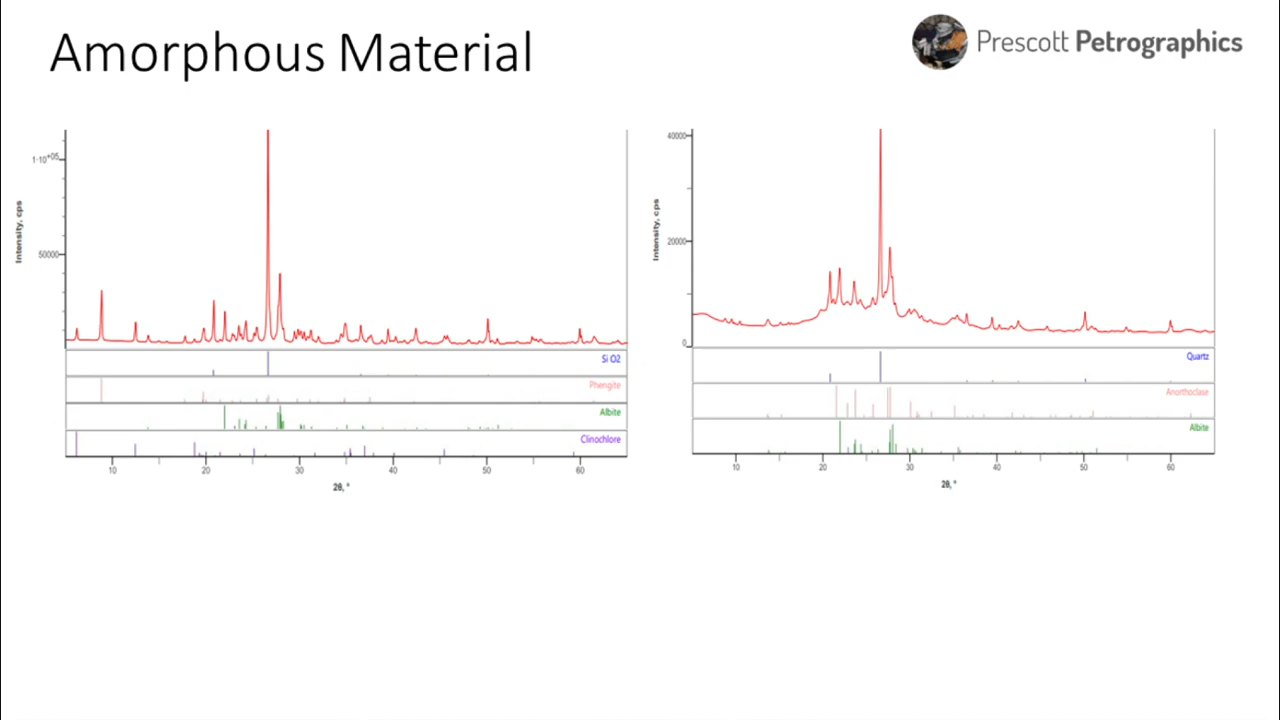 Amorphous Material
Prescott Petrographics
1·10+05
50000
Intensity, cps
Si O2
Phengite
Albite
Clinochlore
10 20 30 40 50 60
2θ, °
40000
20000
0
Intensity, cps
Quartz
Anorthoclase
Albite
10 20 30 40 50 60
2θ, °